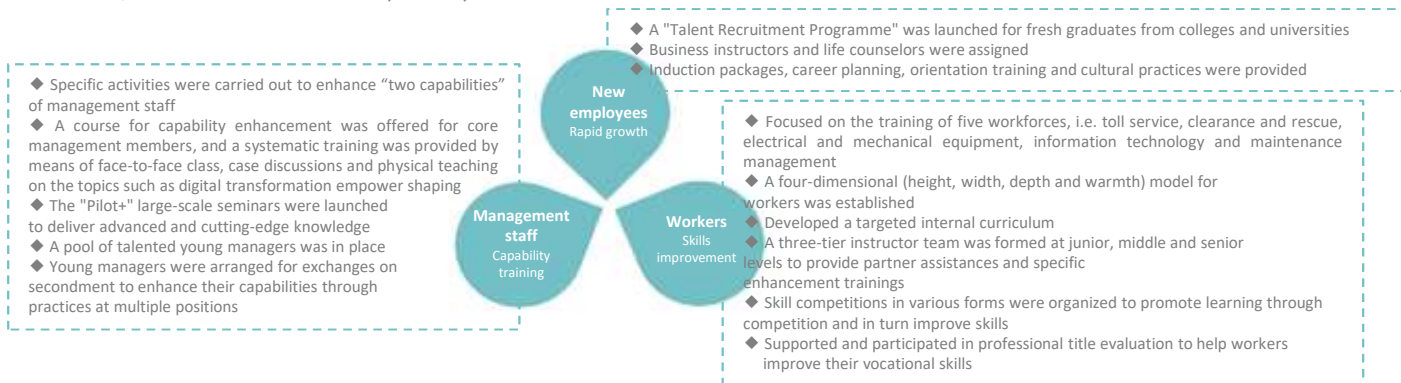 ◆ A "Talent Recruitment Programme" was launched for fresh graduates from colleges and universities
◆ Business instructors and life counselors were assigned
◆ Induction packages, career planning, orientation training and cultural practices were provided
◆ Specific activities were carried out to enhance “two capabilities”
of management staff
◆ A course for capability enhancement was offered for core
management members, and a systematic training was provided by
means of face-to-face class, case discussions and physical teaching
on the topics such as digital transformation empower shaping
◆ The "Pilot+" large-scale seminars were launched
to deliver advanced and cutting-edge knowledge
◆ A pool of talented young managers was in place
◆ Young managers were arranged for exchanges on
secondment to enhance their capabilities through
practices at multiple positions
New
employees
Rapid growth
Management
staff
Capability
training
Workers
Skills
improvement
◆ Focused on the training of five workforces, i.e. toll service, clearance and rescue,
electrical and mechanical equipment, information technology and maintenance
management
◆ A four-dimensional (height, width, depth and warmth) model for
workers was established
◆ Developed a targeted internal curriculum
◆ A three-tier instructor team was formed at junior, middle and senior
levels to provide partner assistances and specific
enhancement trainings
◆ Skill competitions in various forms were organized to promote learning through
competition and in turn improve skills
◆ Supported and participated in professional title evaluation to help workers
improve their vocational skills